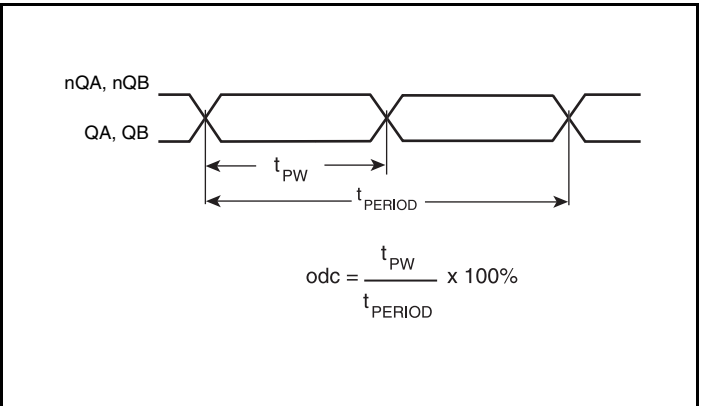 nQA, nQB
QA, QB
tPW
tPERIOD
odc = tPW / tPERIOD x 100%